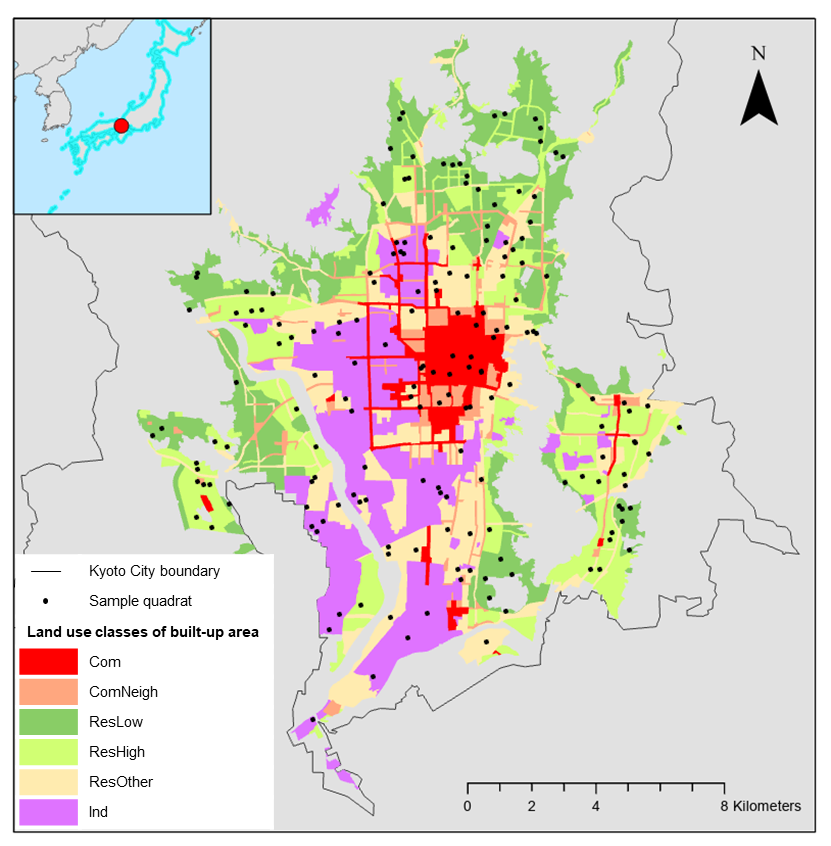 N
Kyoto City boundary
Sample quadrat
Land use classes of built-up area
Com
ComNeigh
ResLow
ResHigh
ResOther
Ind
0 2 4 8 Kilometers